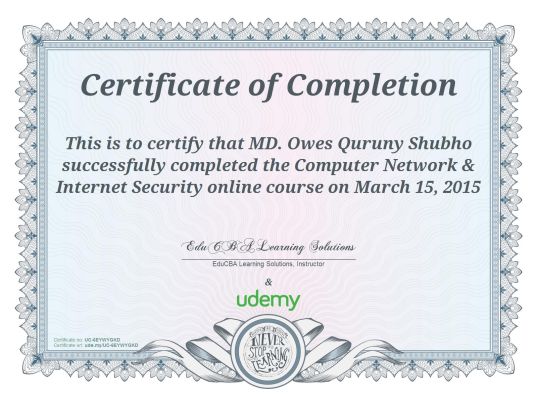 Certificate of Completion
This is to certify that MD. Owes Quruny Shubho
successfully completed the Computer Network &
Internet Security online course on March 15, 2015
EduCBA Learning Solutions
EduCBA Learning Solutions, Instructor
&
udemy
NEVER
STOP
LEARNING
Certificate no: UC-6EYWYGKD
Certificate url: ude.my/UC-6EYWYGKD